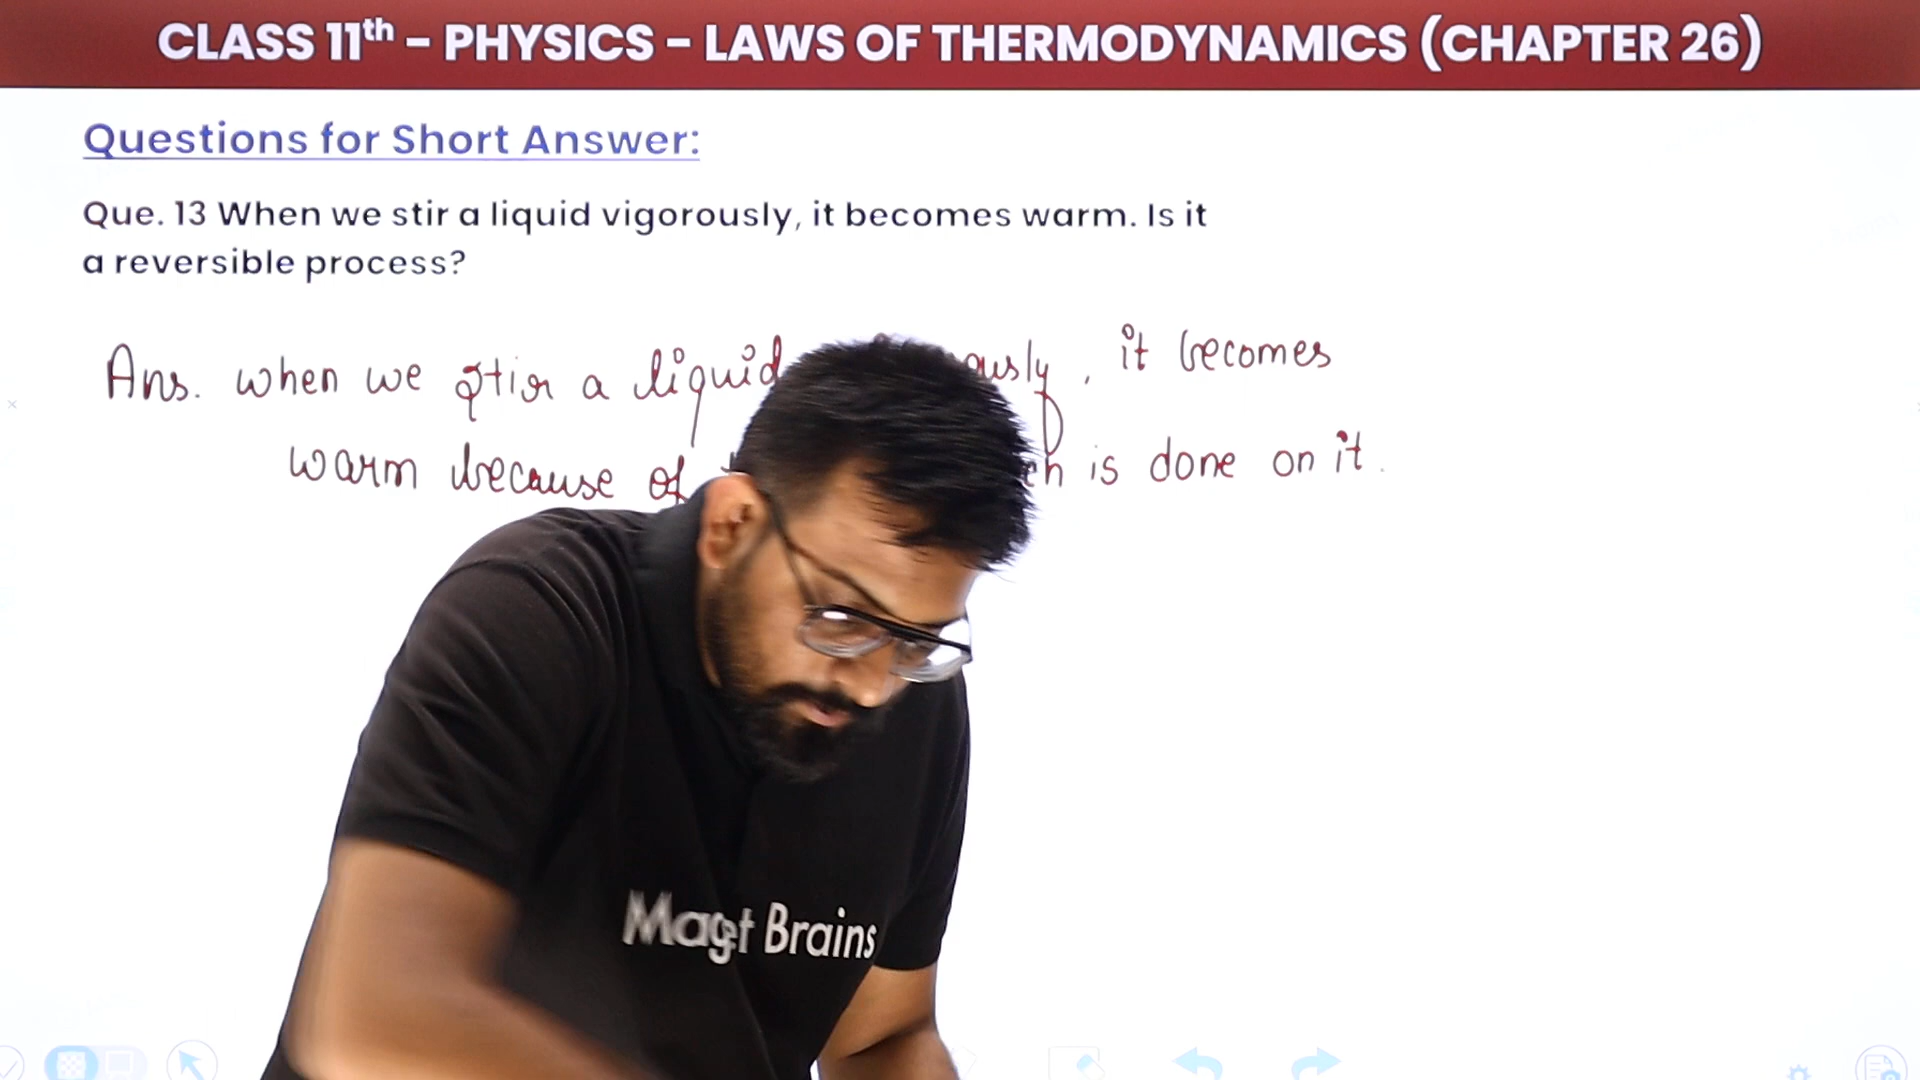 CLASS 11th - PHYSICS - LAWS OF THERMODYNAMICS (CHAPTER 26)
Questions for Short Answer:
Que. 13 When we stir a liquid vigorously, it becomes warm. Is it
a reversible process?
Ans. when we stir a liquid , it becomes
warm because of is done on it.
Brains